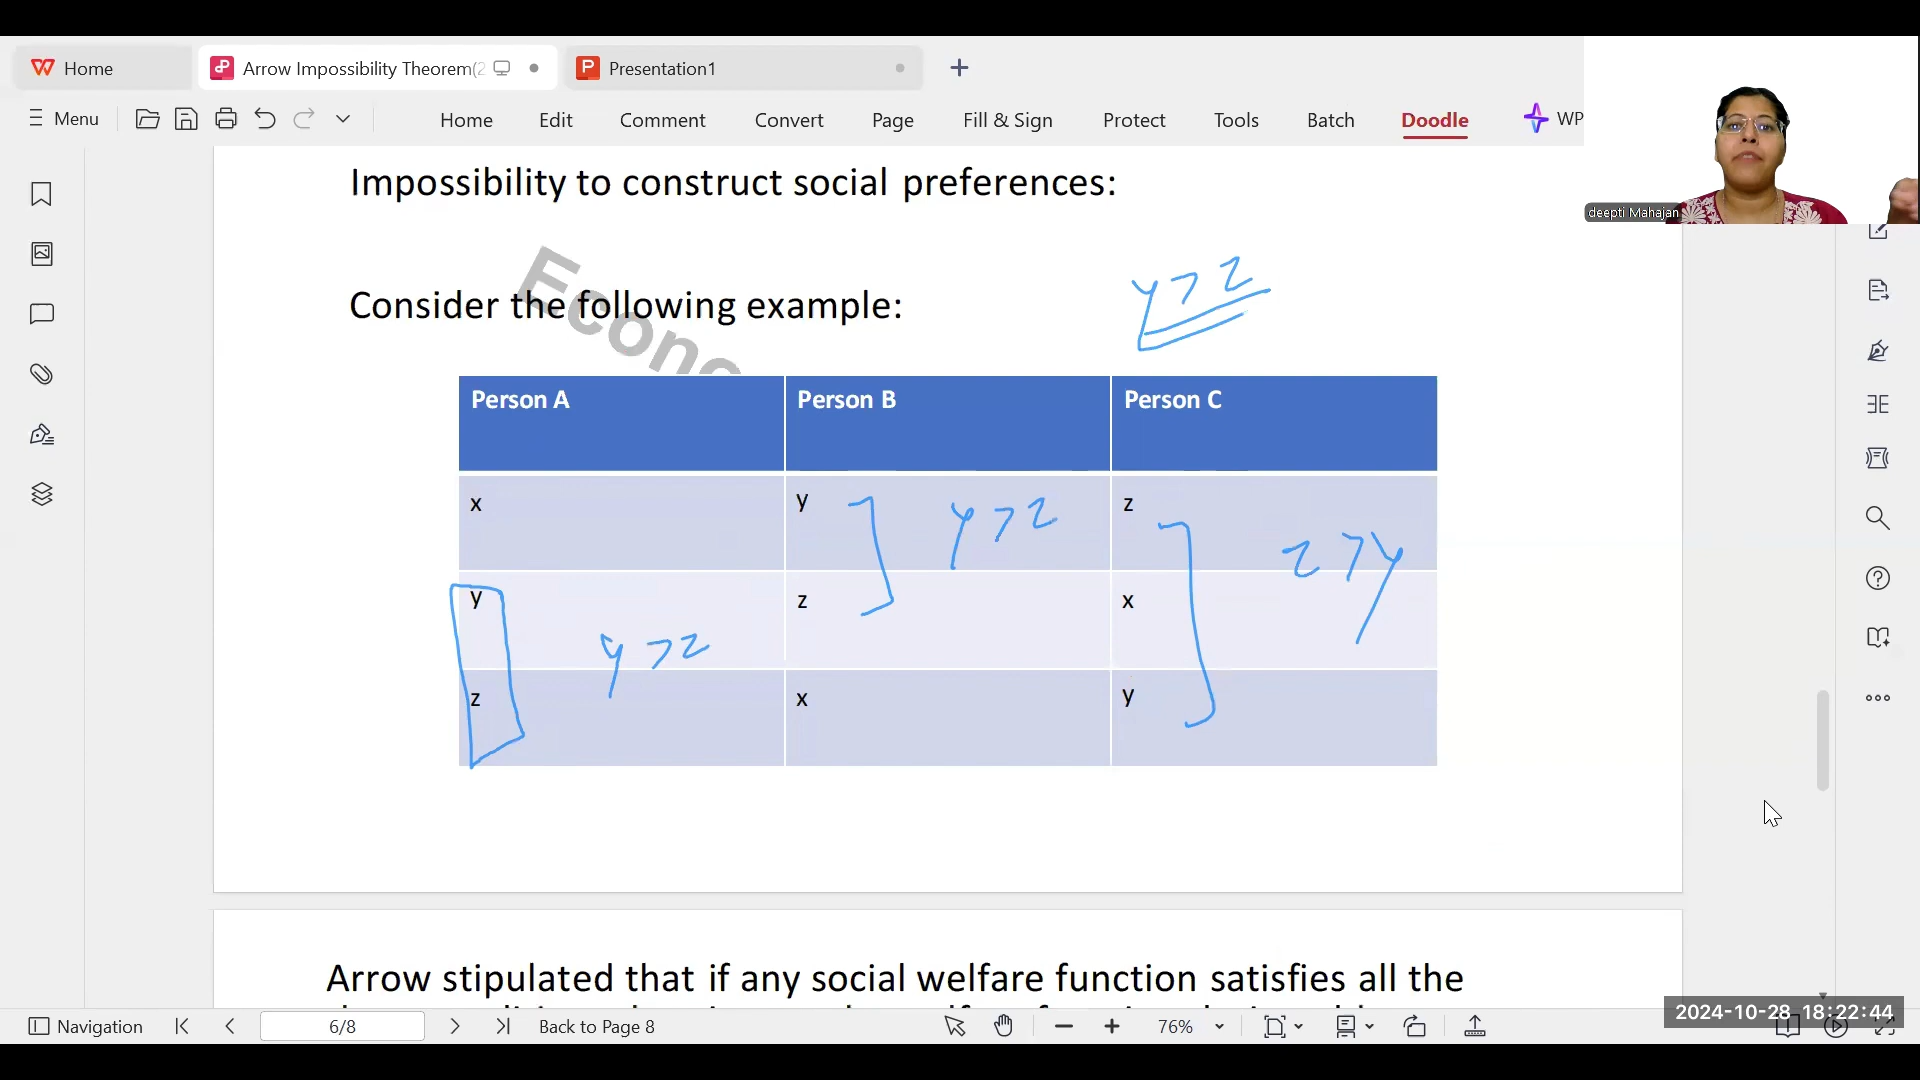 Home
Arrow Impossibility Theorem(2
Presentation1
Menu
Home Edit Comment Convert Page Fill & Sign Protect Tools Batch Doodle WP
deepti Mahajan
Impossibility to construct social preferences:
Econo
Consider the following example:
y > z
Person A Person B Person C
x y z
y > z z > y
y z x
y > z
z x y
Arrow stipulated that if any social welfare function satisfies all the
2024-10-28 18:22:44
Navigation 6/8 Back to Page 8 76%